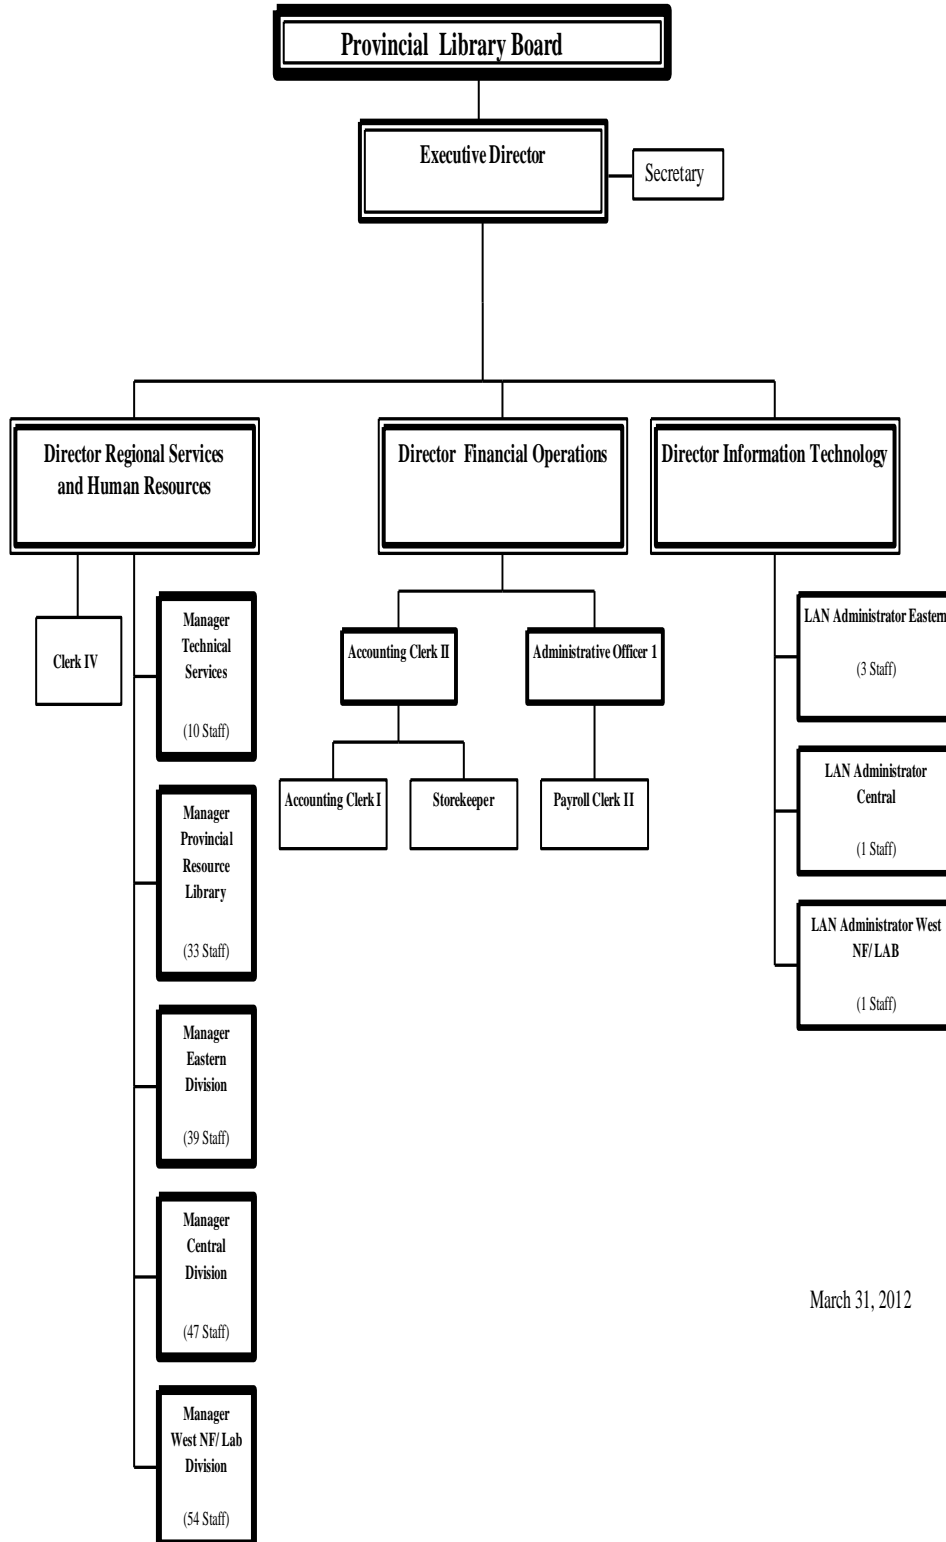 Provincial Library Board
Executive Director
Secretary
Director Regional Services
and Human Resources
Director Financial Operations
Director Information Technology
Clerk IV
Manager
Technical
Services
(10 Staff)
Manager
Provincial
Resource
Library
(33 Staff)
Manager
Eastern
Division
(39 Staff)
Manager
Central
Division
(47 Staff)
Manager
West NF/ Lab
Division
(54 Staff)
Accounting Clerk II
Administrative Officer 1
Accounting Clerk I
Storekeeper
Payroll Clerk II
LAN Administrator Eastern
(3 Staff)
LAN Administrator
Central
(1 Staff)
LAN Administrator West
NF/ LAB
(1 Staff)
March 31, 2012